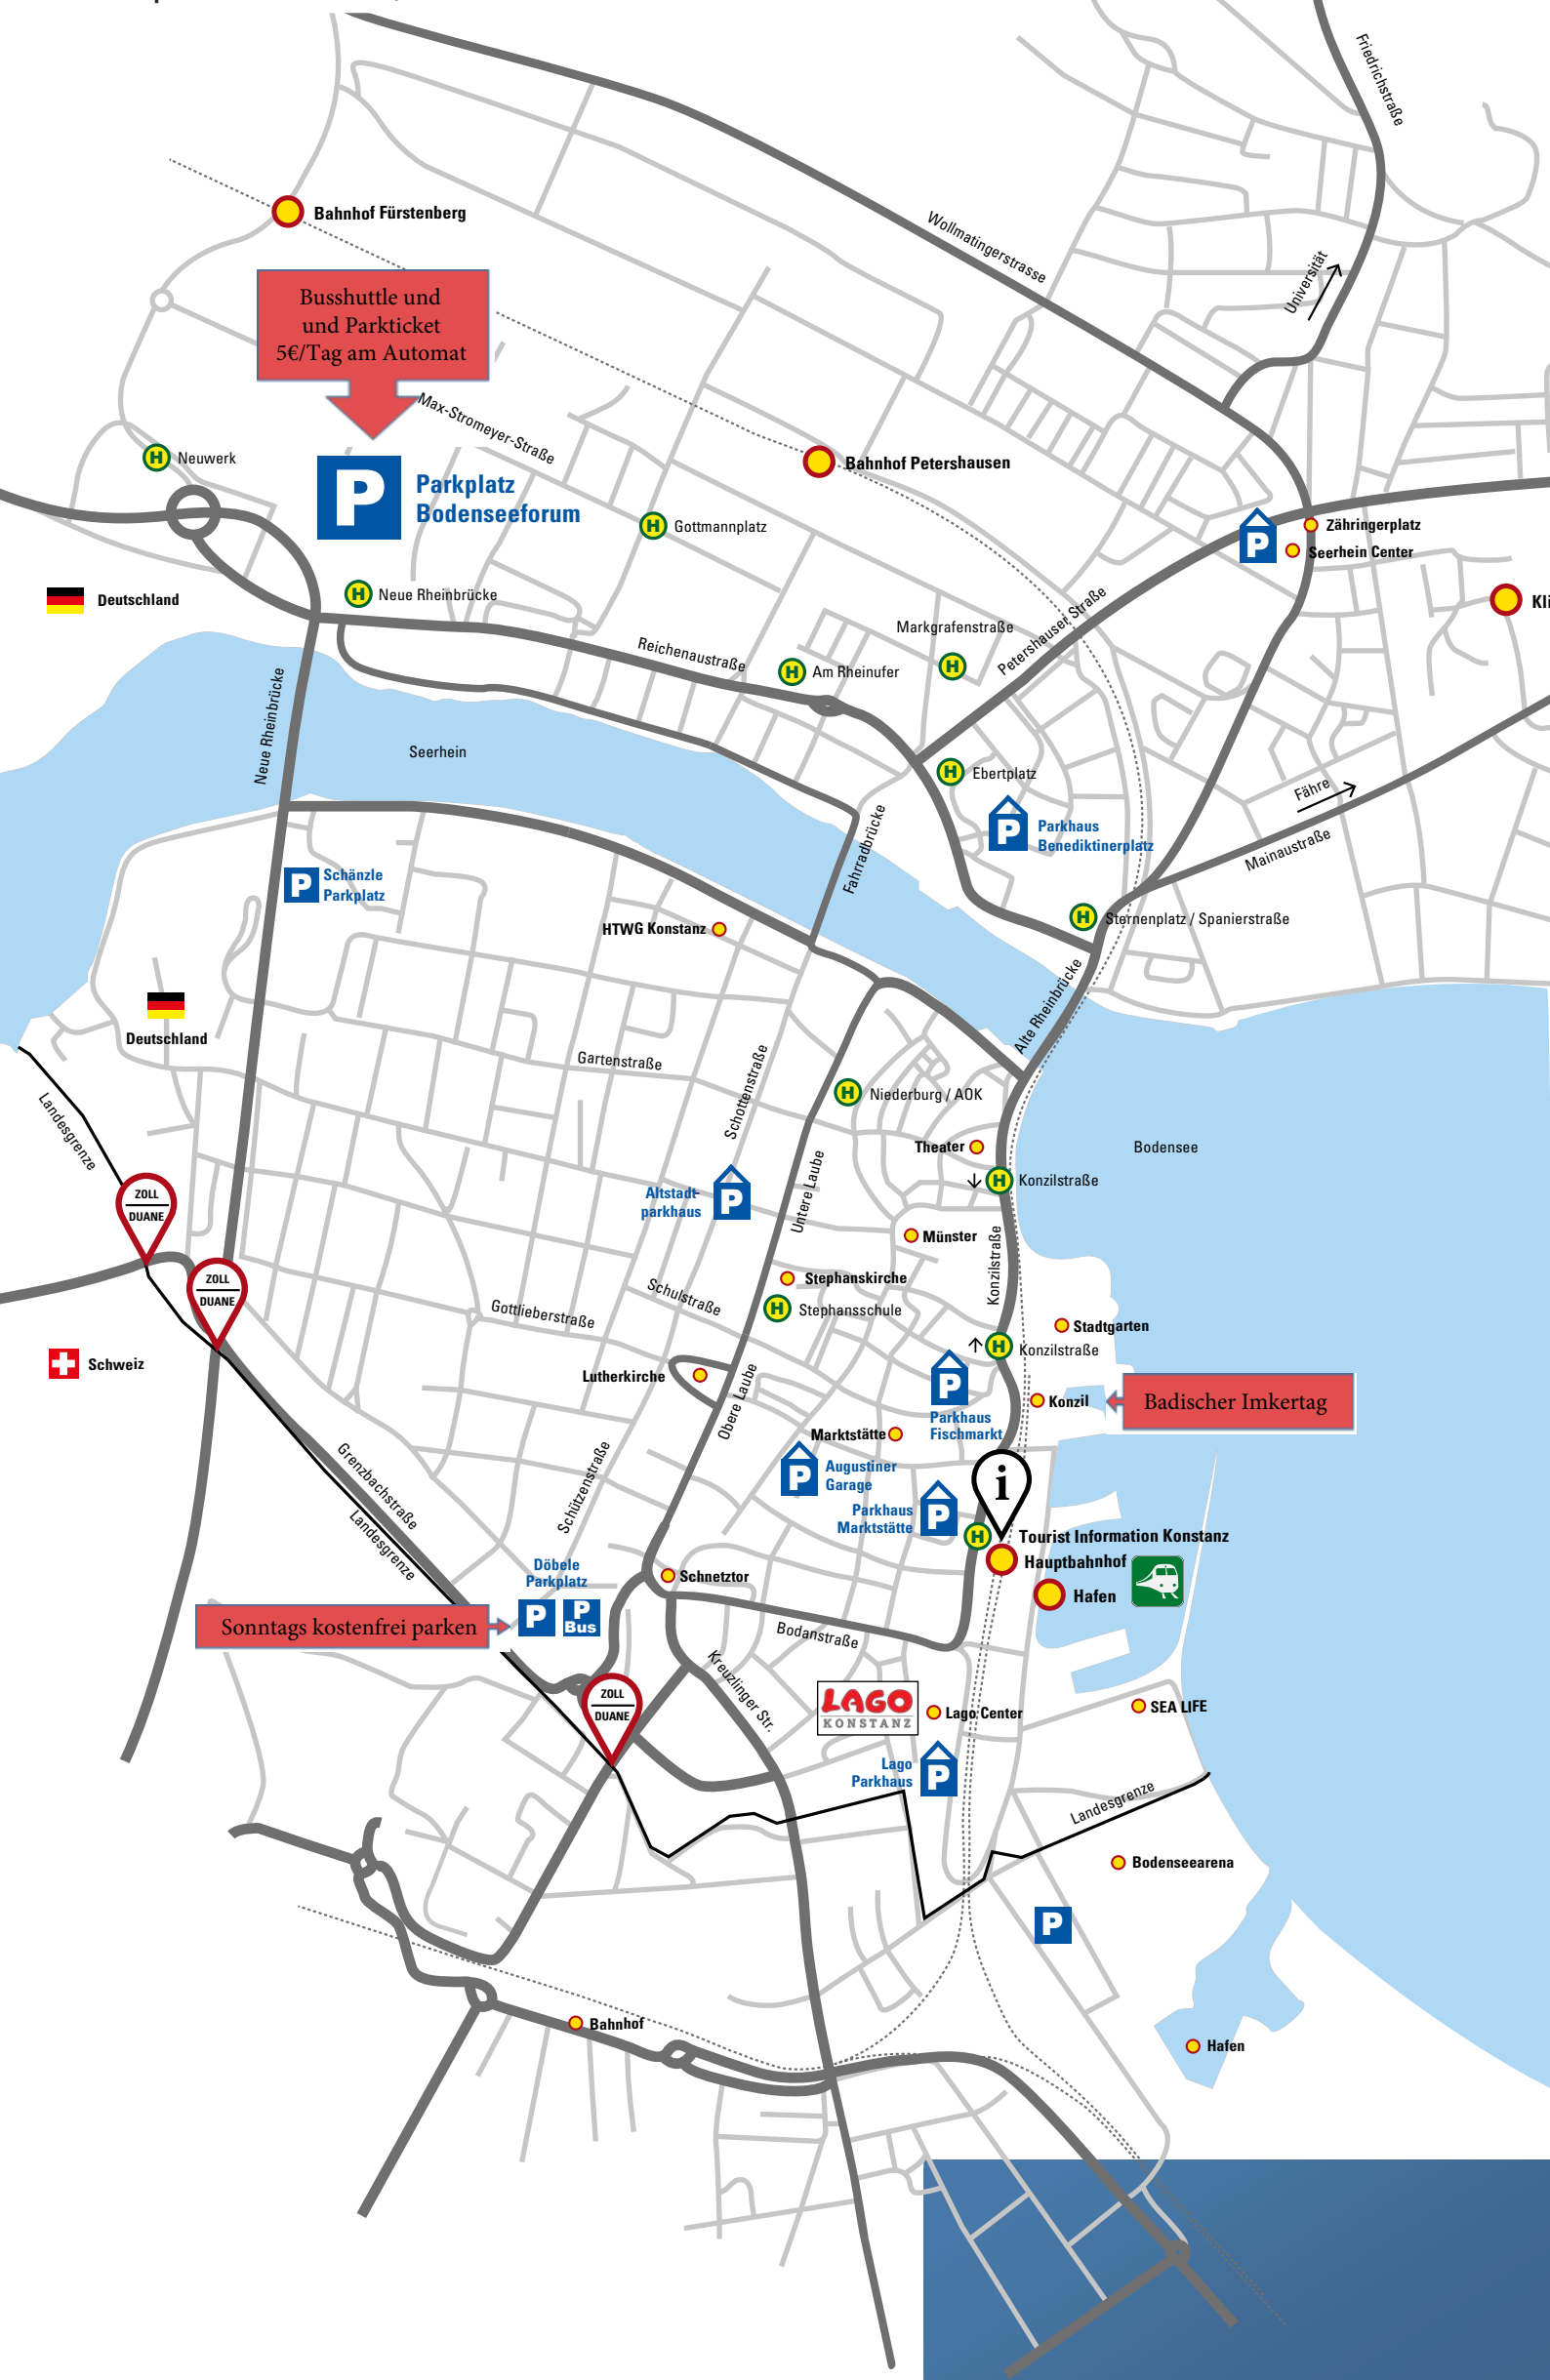 Friedrichstraße
Wollmatingerstrasse
Bahnhof Fürstenberg
Universität
Busshuttle und
und Parkticket
5€/Tag am Automat
Max-Stromeyer-Straße
H Neuwerk
Bahnhof Petershausen
P
Parkplatz
Bodenseeforum
H Gottmannplatz
P
Zähringerplatz
Seerhein Center
H Neue Rheinbrücke
Deutschland
Kli
Markgrafenstraße
H
Petershauser Straße
Reichenaustraße
H Am Rheinufer
Neue Rheinbrücke
Seerhein
H Ebertplatz
Fähre
P
Parkhaus
Benediktinerplatz
Mainaustraße
Fahrradbrücke
P
Schänzle
Parkplatz
HTWG Konstanz
H Sternenplatz / Spanierstraße
Alte Rheinbrücke
Deutschland
Gartenstraße
Landesgrenze
Schottenstraße
H Niederburg / AOK
Theater
Bodensee
H Konzilstraße
Altstadt-
parkhaus
P
Untere Laube
ZOLL
DUANE
Münster
Konzilstraße
Stephanskirche
ZOLL
DUANE
Schulstraße
H Stephansschule
Gottlieberstraße
Stadtgarten
H Konzilstraße
Schweiz
Lutherkirche
P
Parkhaus
Fischmarkt
Obere Laube
Konzil
Badischer Imkertag
Marktstätte
Grenzbachstraße
P
Augustiner
Garage
Schützenstraße
i
Parkhaus
Marktstätte
P
Landesgrenze
H
Tourist Information Konstanz
Hauptbahnhof
Döbele
Parkplatz
Schnetztor
Hafen
P
P
Bus
Sonntags kostenfrei parken
Bodanstraße
Kreuzlinger Str.
ZOLL
DUANE
LAGO
KONSTANZ
Lago Center
SEA LIFE
Lago
Parkhaus
P
Landesgrenze
Bodenseearena
P
Bahnhof
Hafen